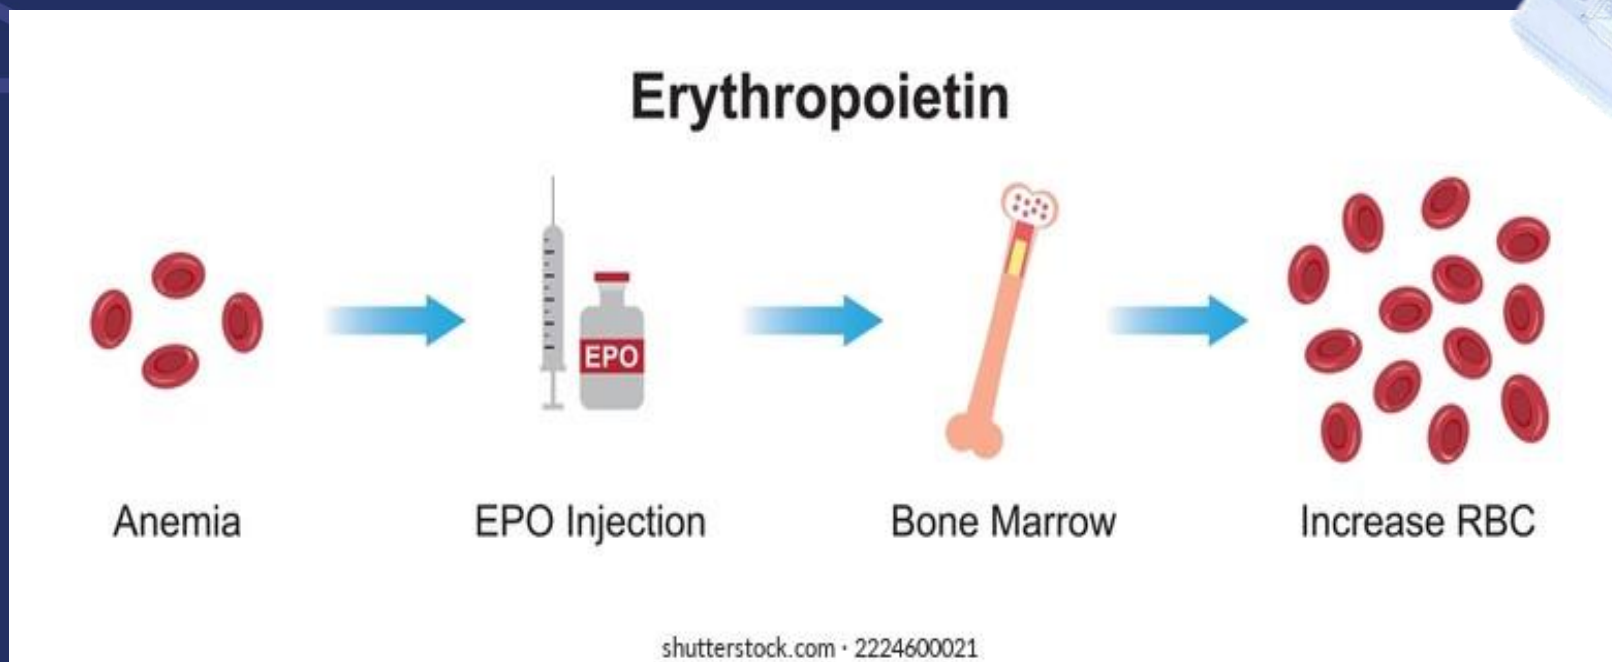 Erythropoietin
EPO
Anemia
EPO Injection
Bone Marrow
Increase RBC
shutterstock.com · 2224600021